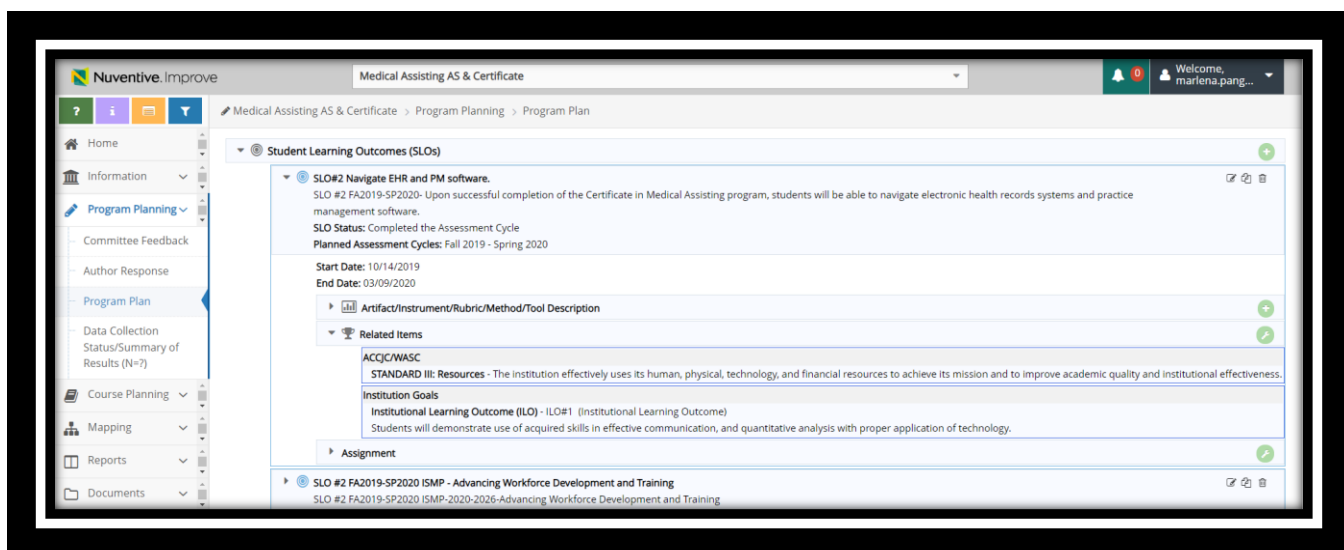 Nuventive.Improve
Medical Assisting AS & Certificate
0
Welcome,
marlena.pang...
?
i
Medical Assisting AS & Certificate > Program Planning > Program Plan
Home
Information
Program Planning
Committee Feedback
Author Response
Program Plan
Data Collection
Status/Summary of
Results (N=?)
Course Planning
Mapping
Reports
Documents
Student Learning Outcomes (SLOs)
SLO#2 Navigate EHR and PM software.
SLO #2 FA2019-SP2020- Upon successful completion of the Certificate in Medical Assisting program, students will be able to navigate electronic health records systems and practice
management software.
SLO Status: Completed the Assessment Cycle
Planned Assessment Cycles: Fall 2019 - Spring 2020
Start Date: 10/14/2019
End Date: 03/09/2020
Artifact/Instrument/Rubric/Method/Tool Description
Related Items
ACCJC/WASC
STANDARD III: Resources - The institution effectively uses its human, physical, technology, and financial resources to achieve its mission and to improve academic quality and institutional effectiveness.
Institution Goals
Institutional Learning Outcome (ILO) - ILO#1 (Institutional Learning Outcome)
Students will demonstrate use of acquired skills in effective communication, and quantitative analysis with proper application of technology.
Assignment
SLO #2 FA2019-SP2020 ISMP - Advancing Workforce Development and Training
SLO #2 FA2019-SP2020 ISMP-2020-2026-Advancing Workforce Development and Training